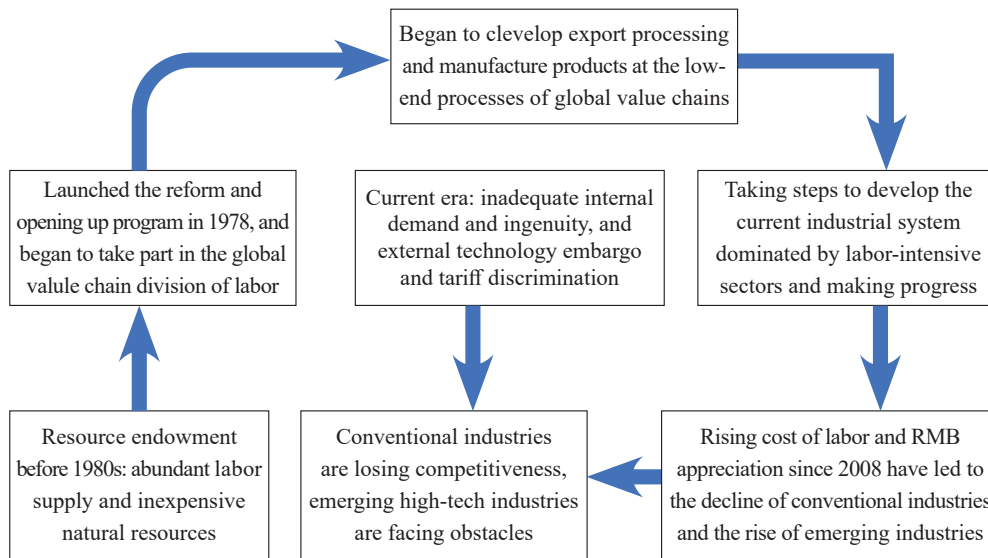 Began to clevelop export processing
and manufacture products at the low-
end processes of global value chains
Launched the reform and
opening up program in 1978, and
began to take part in the global
valule chain division of labor
Current era: inadequate internal
demand and ingenuity, and
external technology embargo
and tariff discrimination
Taking steps to develop the
current industrial system
dominated by labor-intensive
sectors and making progress
Resource endowment
before 1980s: abundant labor
supply and inexpensive
natural resources
Conventional industries
are losing competitiveness,
emerging high-tech industries
are facing obstacles
Rising cost of labor and RMB
appreciation since 2008 have led to
the decline of conventional industries
and the rise of emerging industries